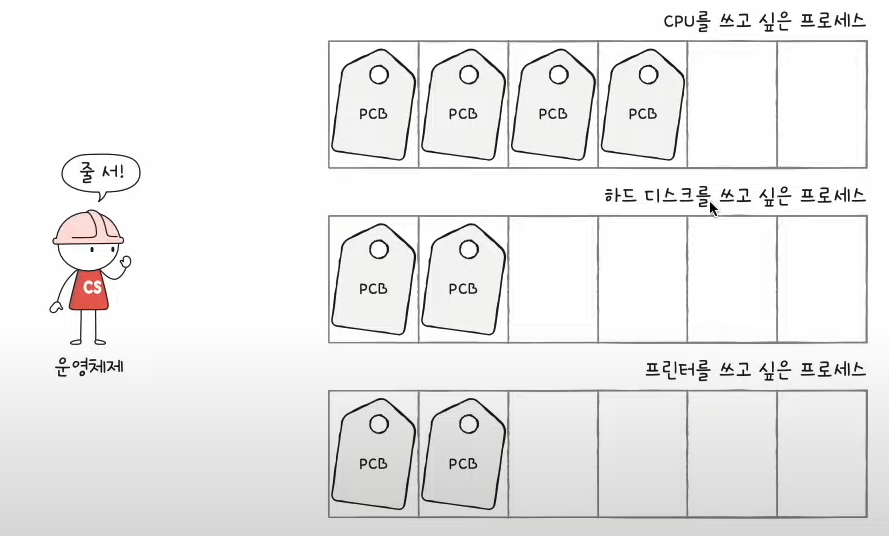 CPU를 쓰고 싶은 프로세스
PCB PCB PCB PCB
줄 서!
하드 디스크를 쓰고 싶은 프로세스
CS
PCB PCB
운영체제
프린터를 쓰고 싶은 프로세스
PCB PCB